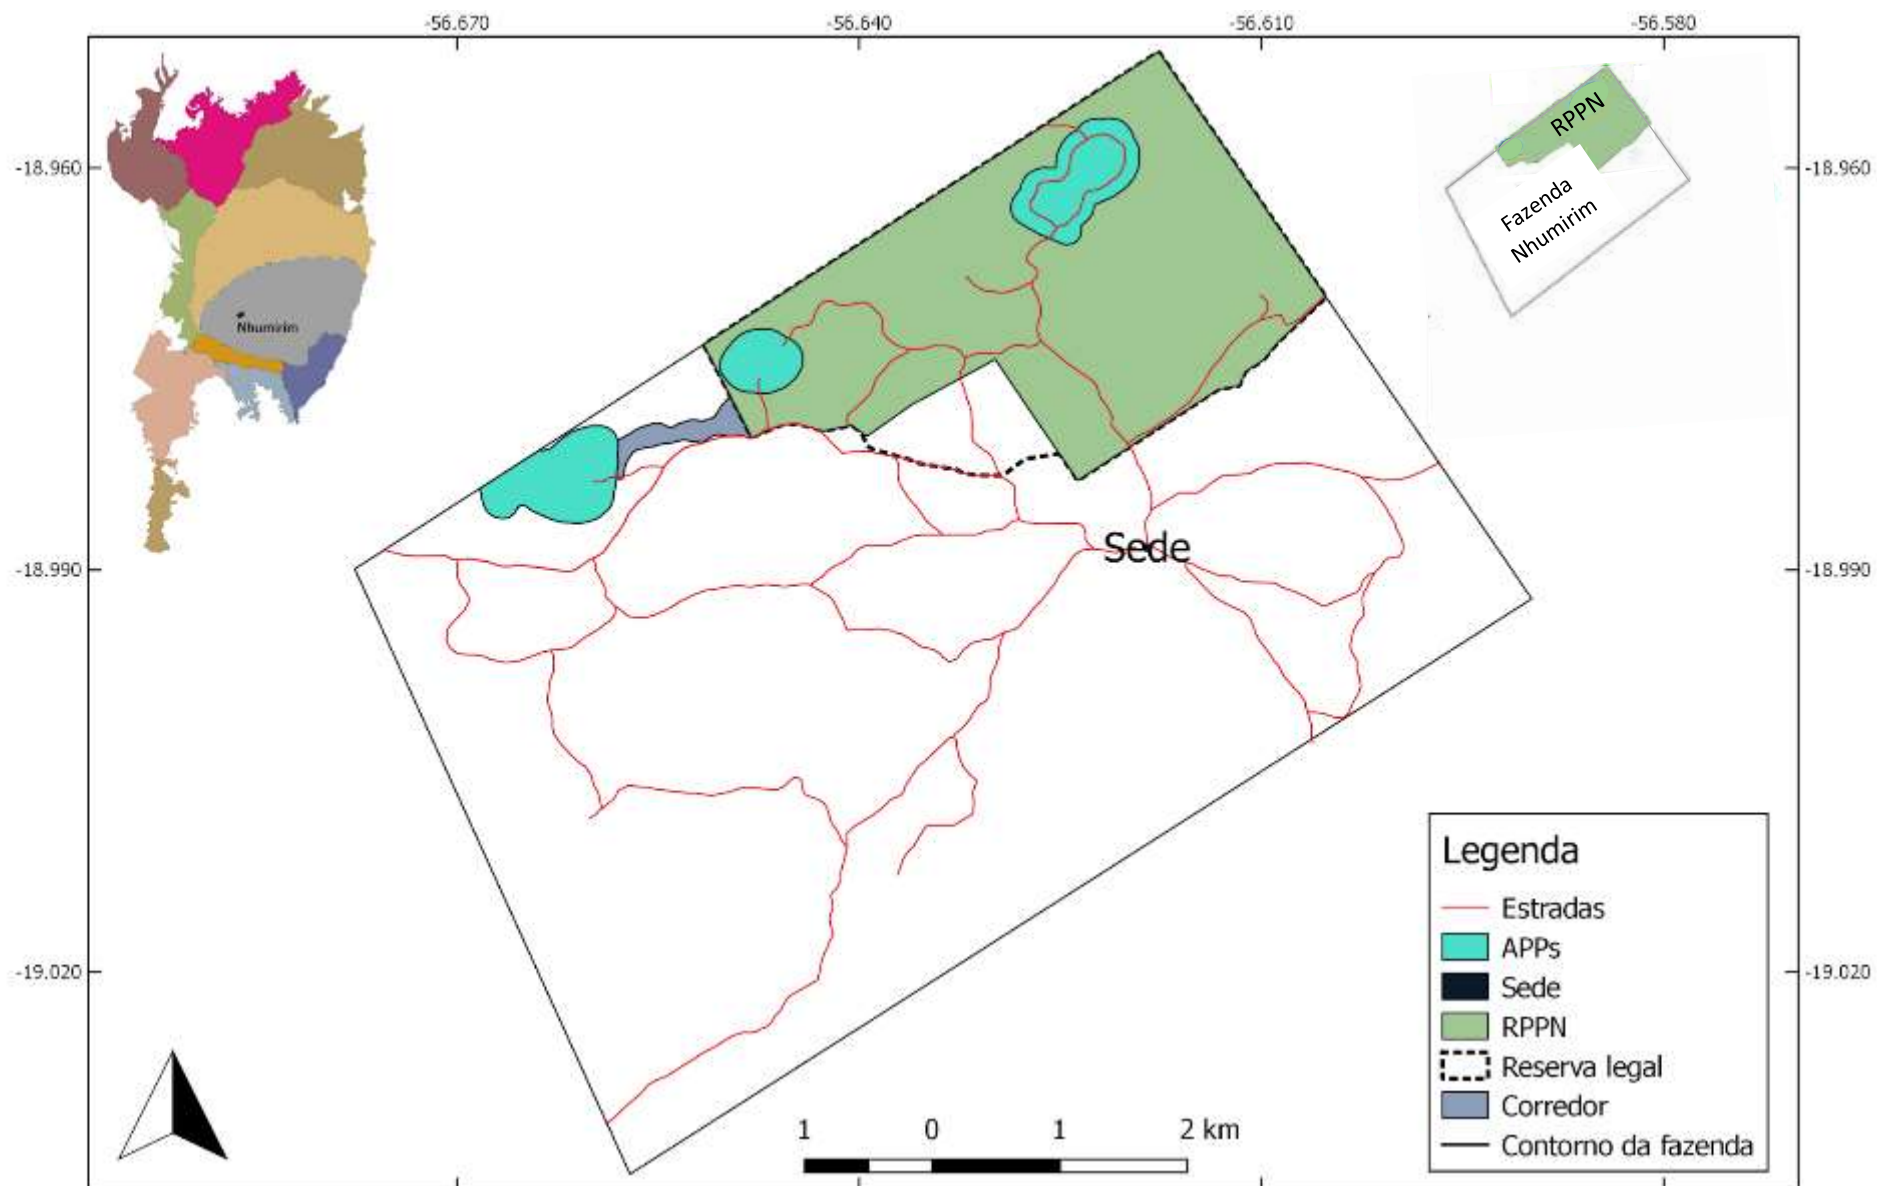 -56.670
-56.640
-56.610
-56.580
-18.960
-18.960
RPPN
Fazenda
Nhumirim
Nhumirim
Sede
-18.990
-18.990
Legenda
Estradas
APPs
Sede
RPPN
Reserva legal
Corredor
Contorno da fazenda
-19.020
-19.020
1 0 1 2 km